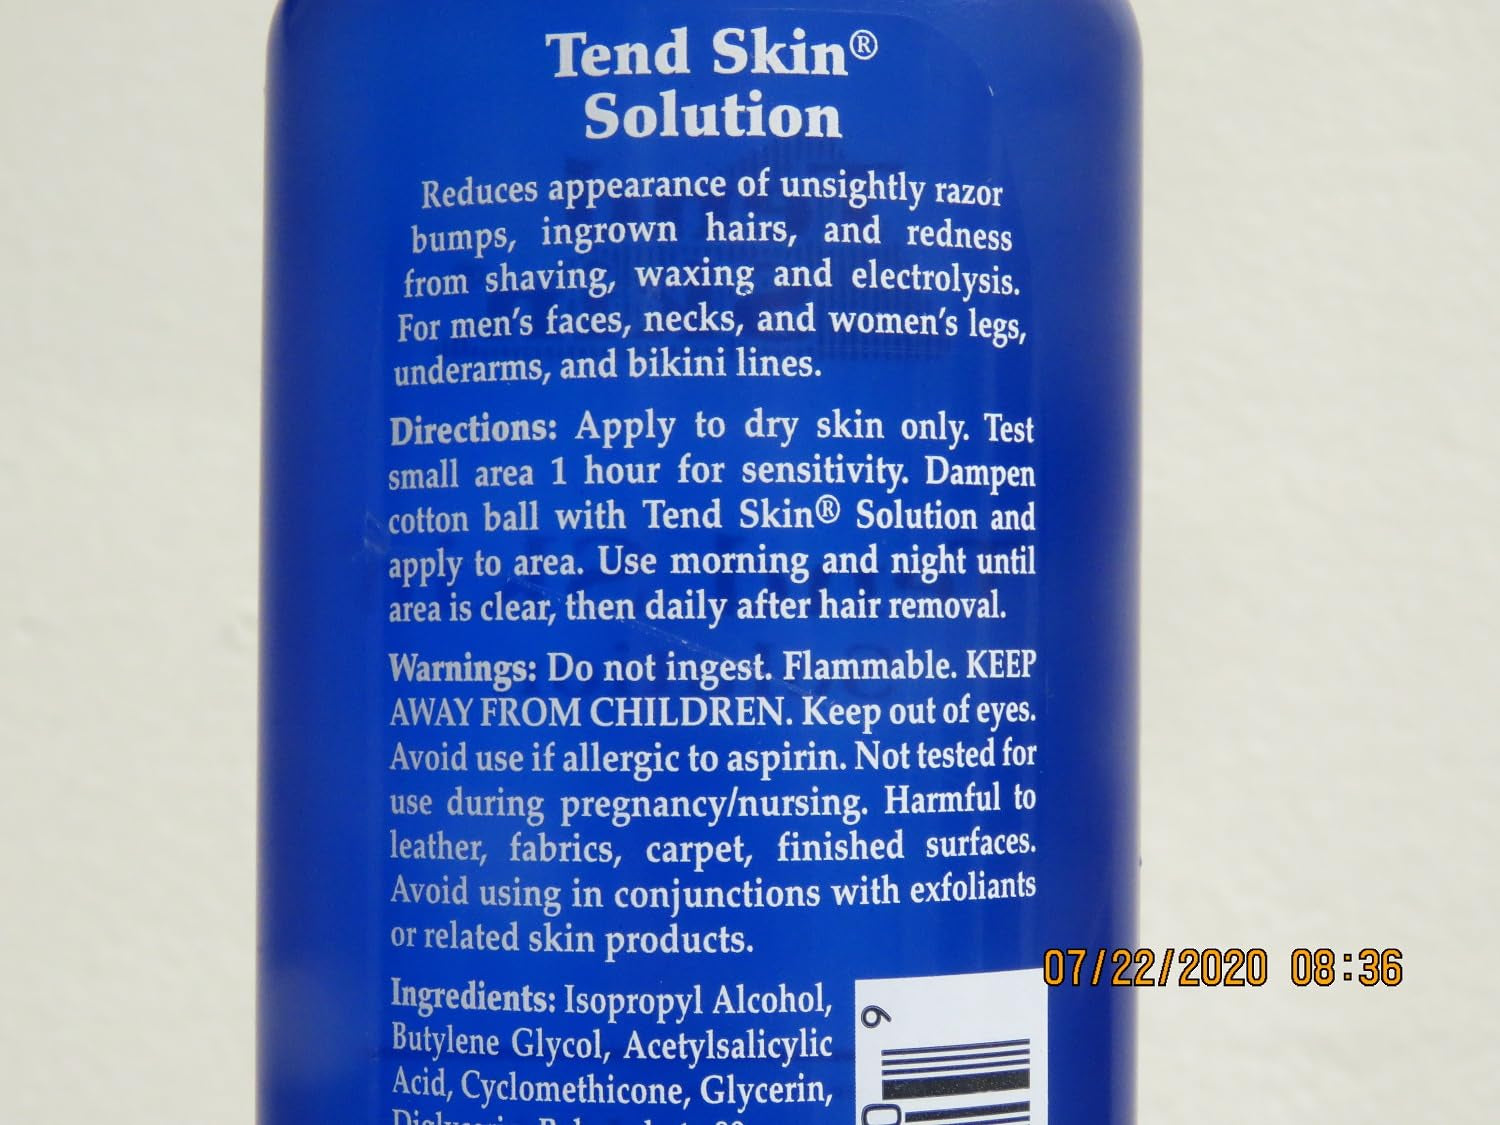 Tend Skin®
Solution
Reduces appearance of unsightly razor
bumps, ingrown hairs, and redness
from shaving, waxing and electrolysis.
For men's faces, necks, and women's legs,
underarms, and bikini lines.
Directions: Apply to dry skin only. Test
small area 1 hour for sensitivity. Dampen
cotton ball with Tend Skin® Solution and
apply to area. Use morning and night until
area is clear, then daily after hair removal.
Warnings: Do not ingest. Flammable. KEEP
AWAY FROM CHILDREN. Keep out of eyes.
Avoid use if allergic to aspirin. Not tested for
use during pregnancy/nursing. Harmful to
leather, fabrics, carpet, finished surfaces.
Avoid using in conjunctions with exfoliants
or related skin products.
Ingredients: Isopropyl Alcohol,
Butylene Glycol, Acetylsalicylic
Acid, Cyclomethicone, Glycerin,
6
0
07/22/2020 08:36